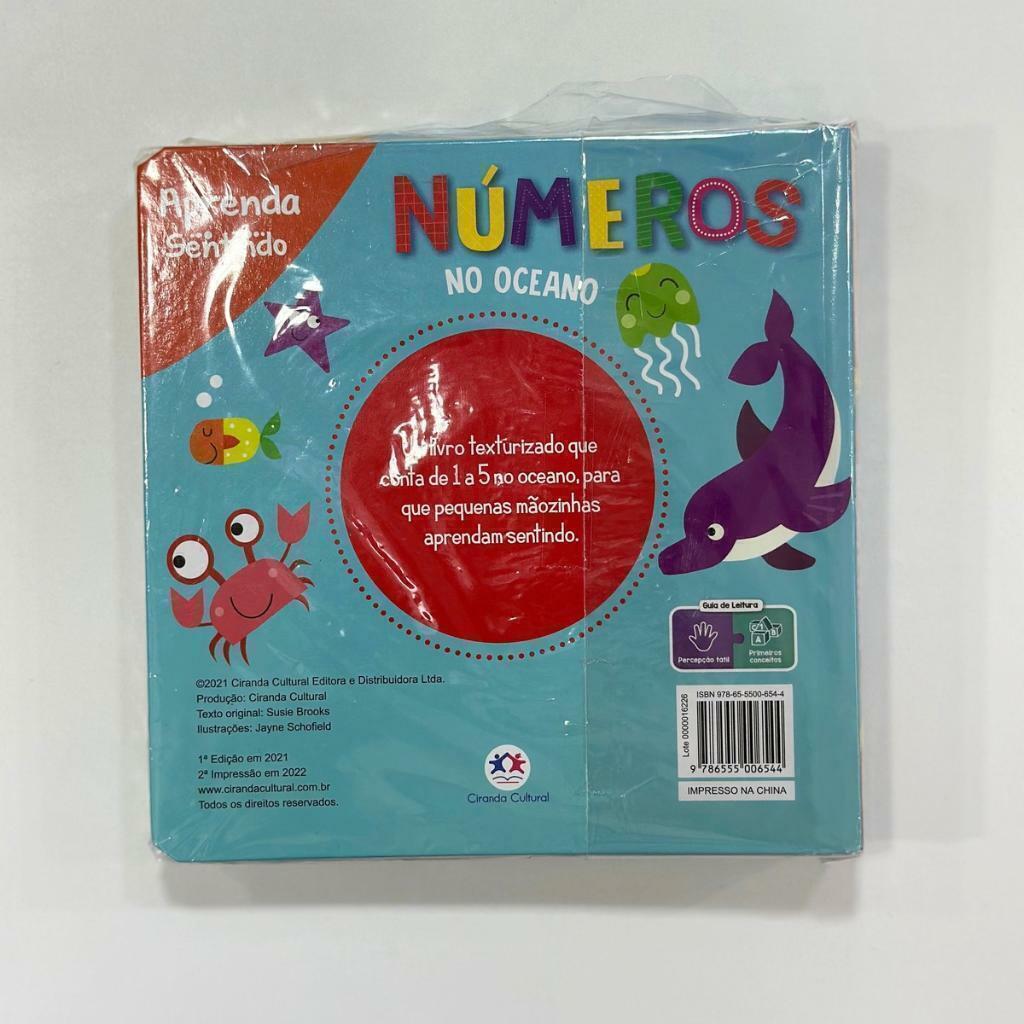 Aprenda
Sentindo
NÚMEROS
NO OCEANO
livro texturizado que
conta de 1 a 5 no oceano, para
que pequenas mãozinhas
aprendam sentindo.
Guia de Leitura
Percepção tátil
Primeiros
conceitos
©2021 Ciranda Cultural Editora e Distribuidora Ltda.
Produção: Ciranda Cultural
Texto original: Susie Brooks
Ilustrações: Jayne Schofield
1ª Edição em 2021
2ª Impressão em 2022
www.cirandacultural.com.br
Todos os direitos reservados.
Ciranda Cultural
Lote 0000016226
ISBN 978-65-5500-654-4
9 786555 006544
IMPRESSO NA CHINA